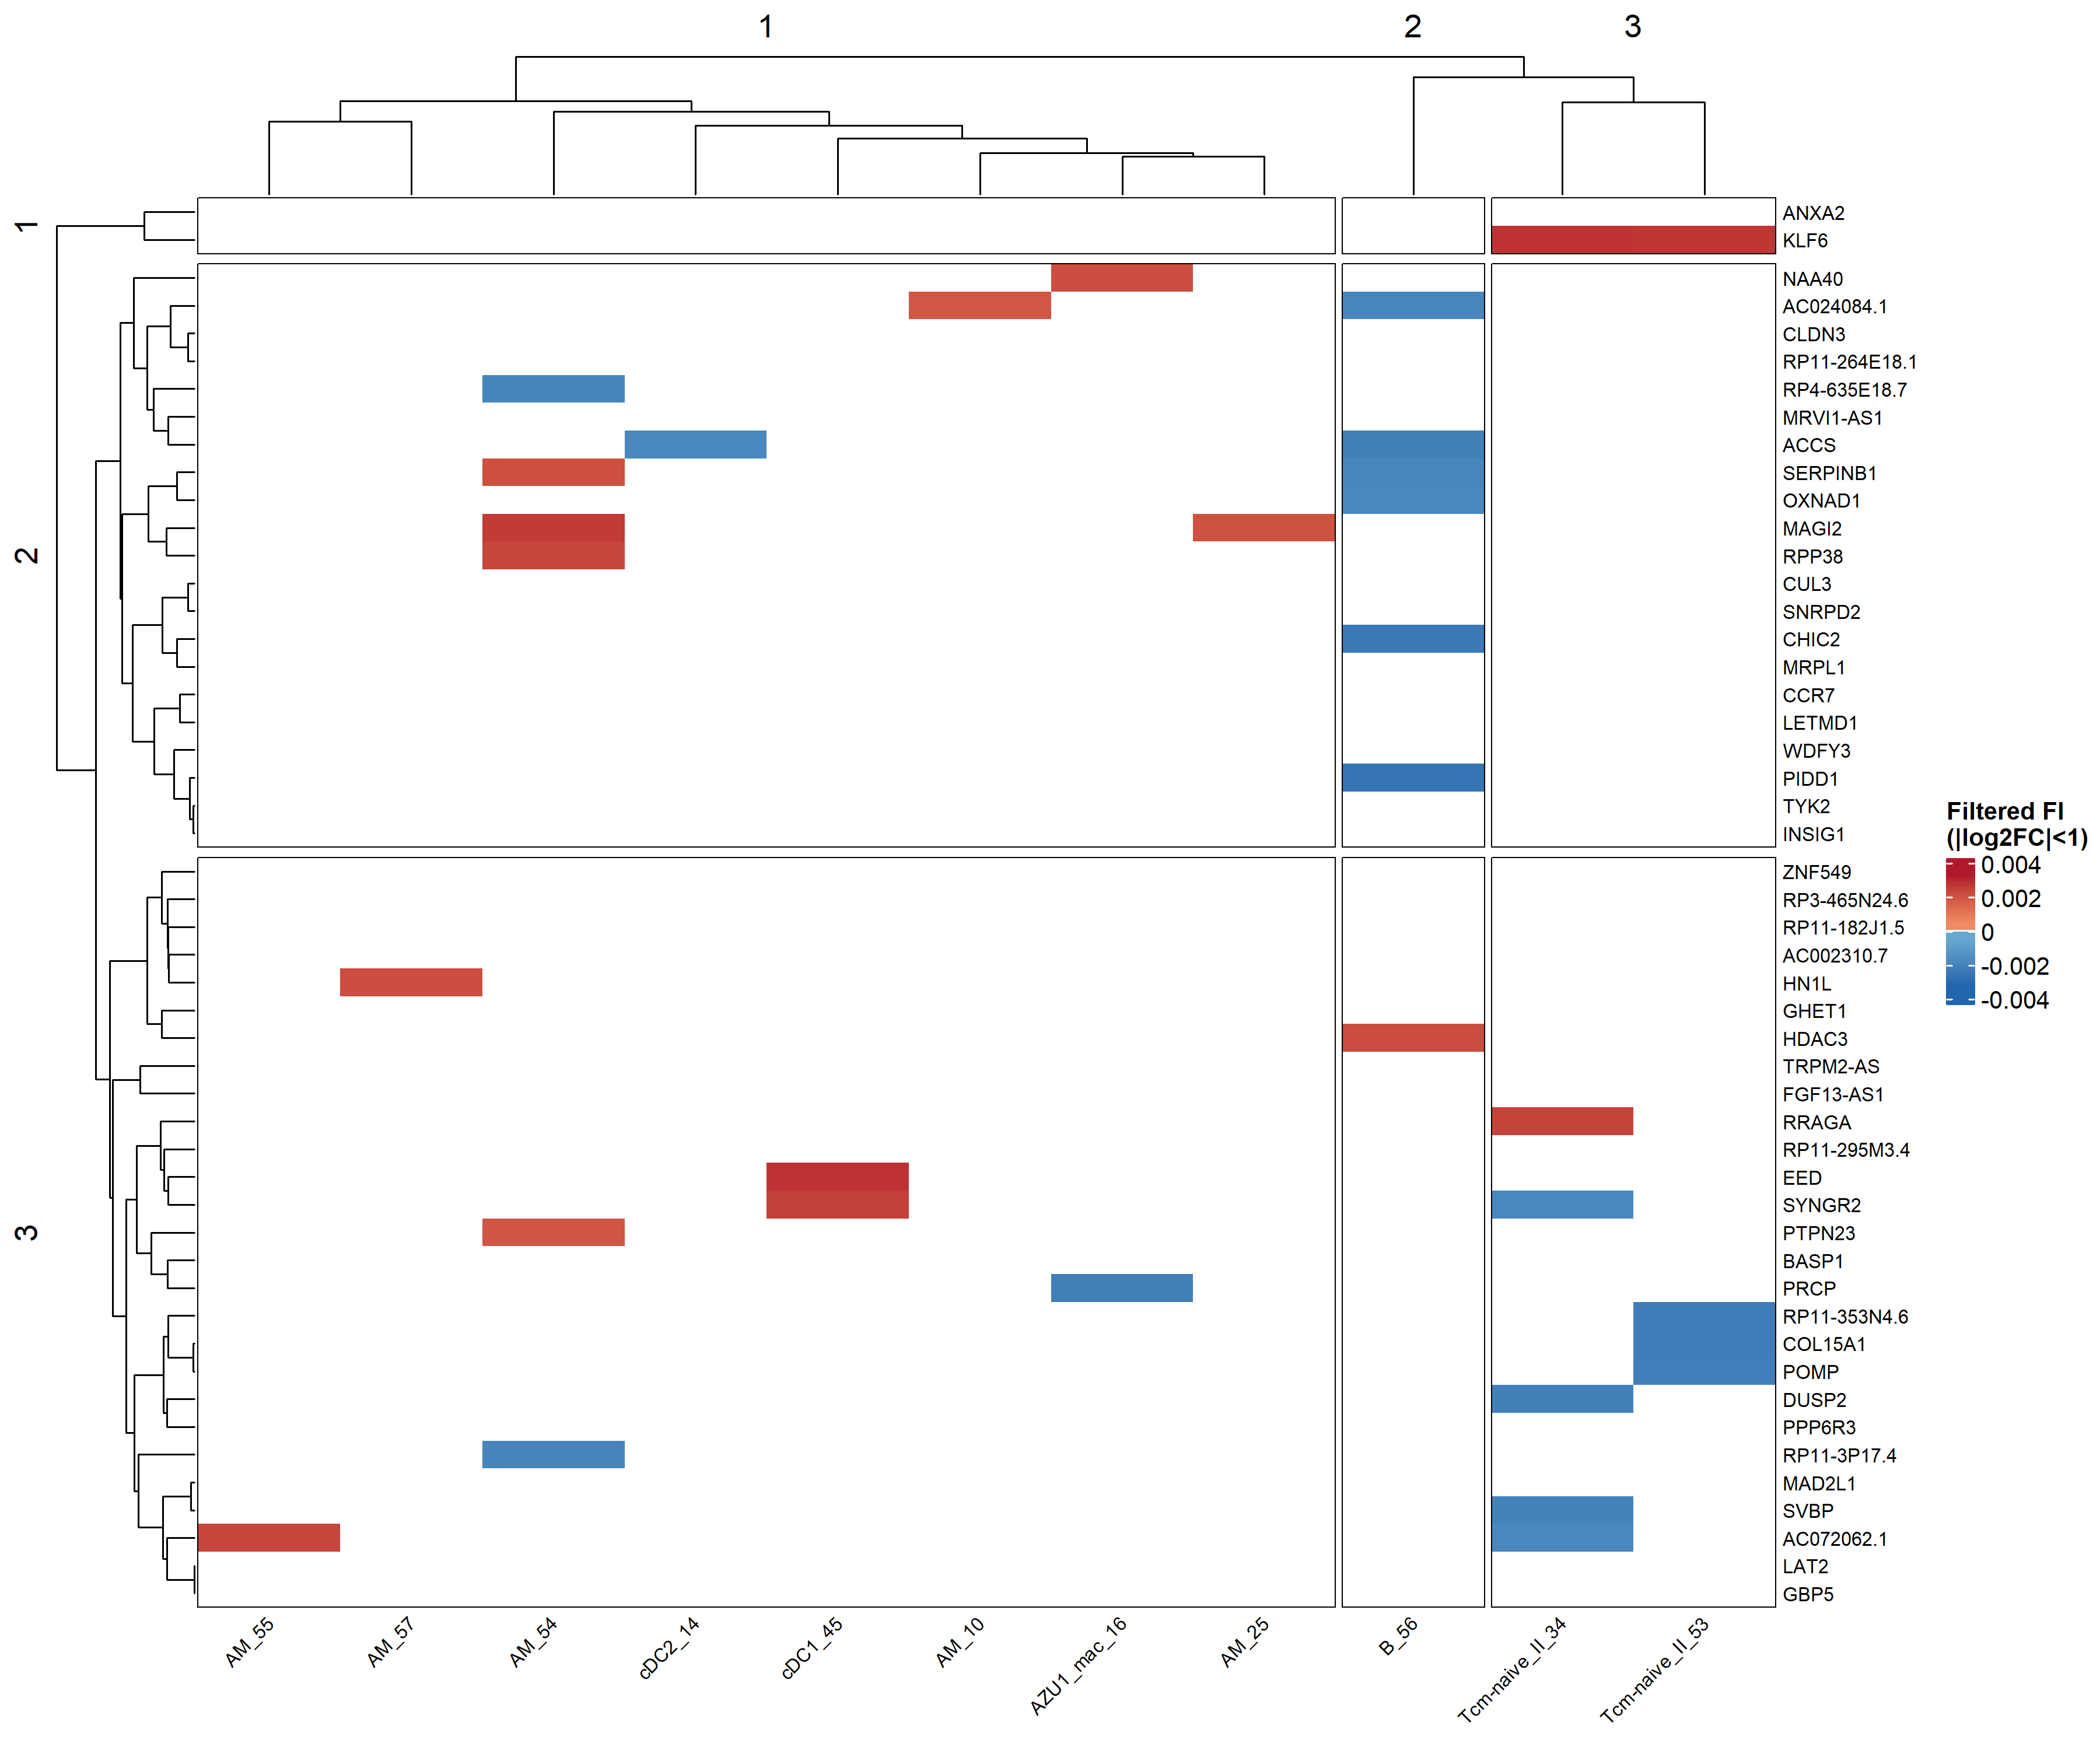 1
2
3
1
2
3
ANXA2
KLF6
NAA40
AC024084.1
CLDN3
RP11-264E18.1
RP4-635E18.7
MRVI1-AS1
ACCS
SERPINB1
OXNAD1
MAGI2
RPP38
CUL3
SNRPD2
CHIC2
MRPL1
CCR7
LETMD1
WDFY3
PIDD1
TYK2
INSIG1
ZNF549
RP3-465N24.6
RP11-182J1.5
AC002310.7
HN1L
GHET1
HDAC3
TRPM2-AS
FGF13-AS1
RRAGA
RP11-295M3.4
EED
SYNGR2
PTPN23
BASP1
PRCP
RP11-353N4.6
COL15A1
POMP
DUSP2
PPP6R3
RP11-3P17.4
MAD2L1
SVBP
AC072062.1
LAT2
GBP5
Filtered FI
(|log2FC|<1)
0.004
0.002
0
-0.002
-0.004
AM_55
AM_57
AM_54
cDC2_14
cDC1_45
AM_10
AZU1_mac_16
AM_25
B_56
Tcm-naive_II_34
Tcm-naive_II_53